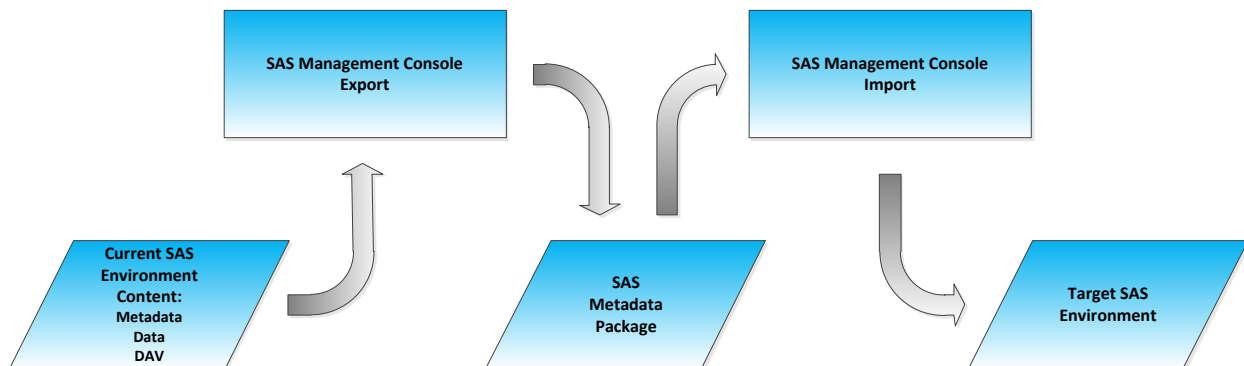 SAS Management Console
Export
SAS Management Console
Import
Current SAS
Environment
Content:
Metadata
Data
DAV
SAS
Metadata
Package
Target SAS
Environment